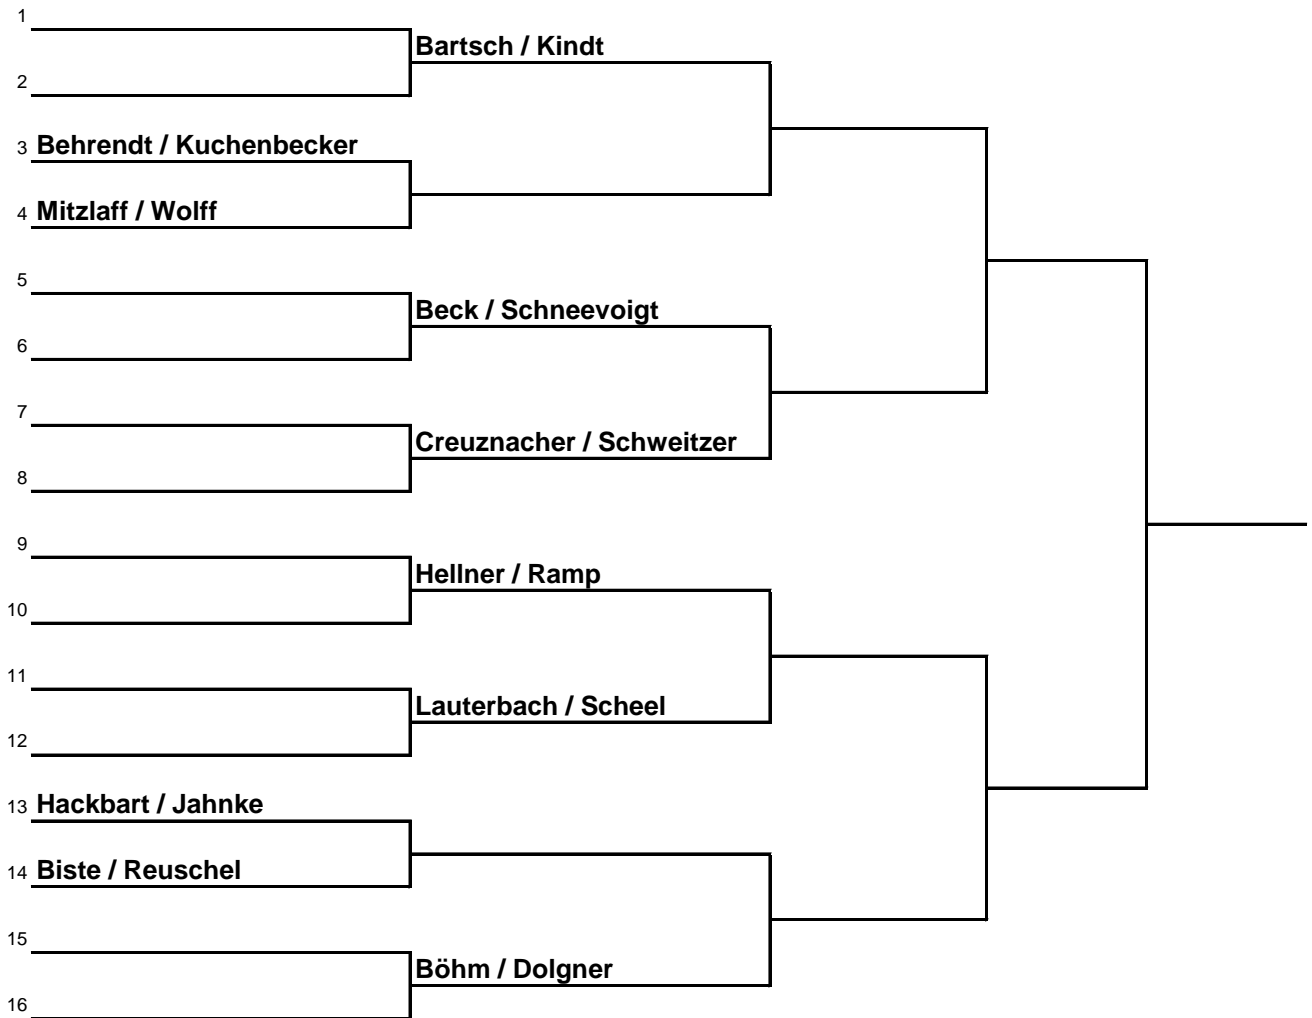 1
Bartsch / Kindt
2
3 Behrendt / Kuchenbecker
4 Mitzlaff / Wolff
5
Beck / Schneevoigt
6
7
Creuznacher / Schweitzer
8
9
Hellner / Ramp
10
11
Lauterbach / Scheel
12
13 Hackbart / Jahnke
14 Biste / Reuschel
15
Böhm / Dolgner
16